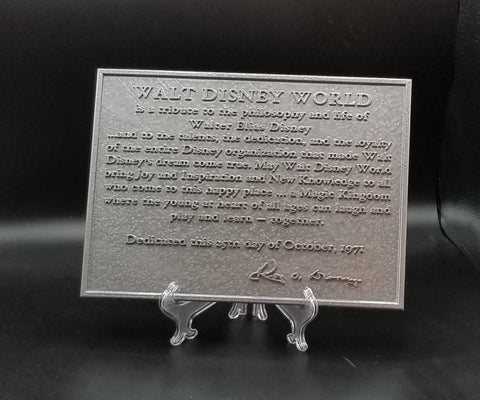 WALT DISNEY WORLD
is a tribute to the philosophy and life of
Walter Elias Disney
...and to the talents, the dedication, and the loyalty
of the entire Disney organization that made Walt
Disney's dream come true. May Walt Disney World
bring Joy and Inspiration and New Knowledge to all
who come to this happy place ... a Magic Kingdom
where the young at heart of all ages can laugh and
play and learn — together.
Dedicated this 25th day of October, 1971
Roy O. Disney